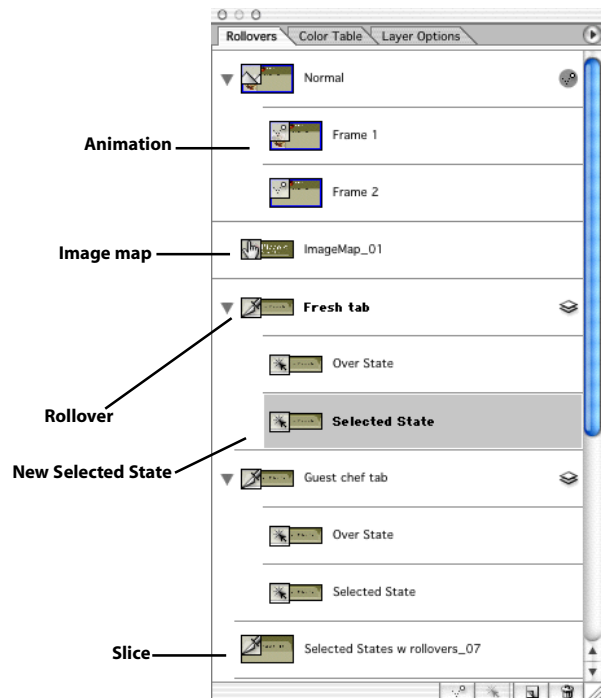 Rollovers Color Table Layer Options
Normal
Animation
Frame 1
Frame 2
Image map
ImageMap_01
Fresh tab
Over State
Rollover
Selected State
New Selected State
Guest chef tab
Over State
Selected State
Slice
Selected States w rollovers_07